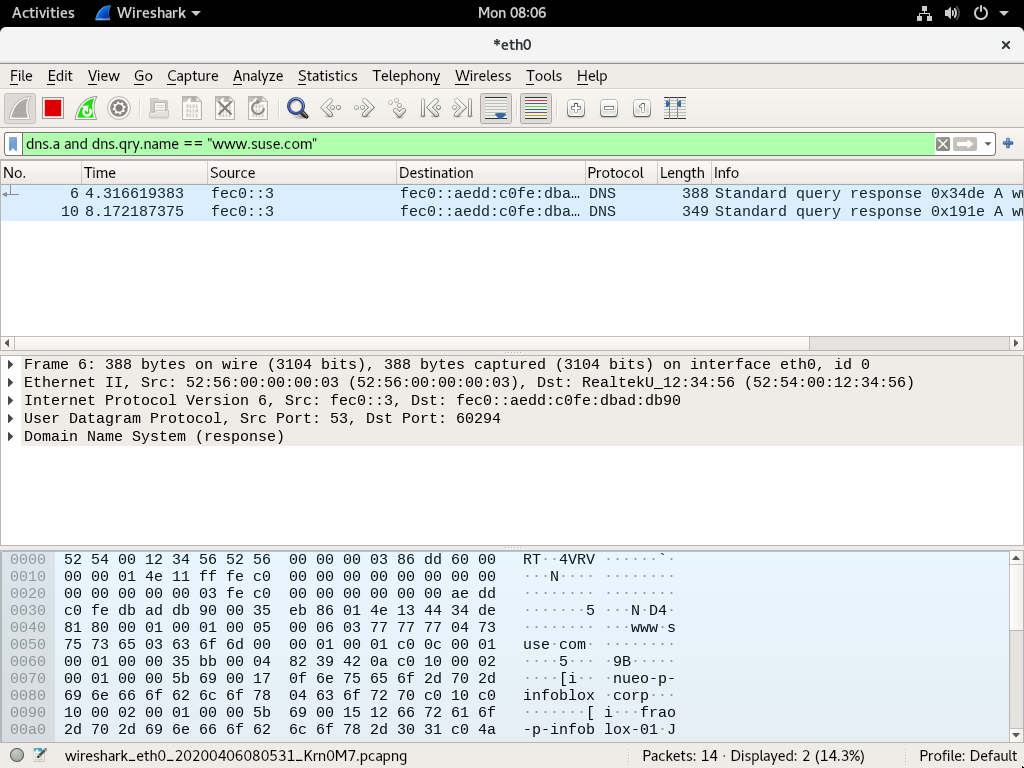 Activities Wireshark Mon 08:06
*eth0
File Edit View Go Capture Analyze Statistics Telephony Wireless Tools Help
dns.a and dns.qry.name == "www.suse.com"
No. Time Source Destination Protocol Length Info
6 4.316619383 fec0::3 fec0::aedd:c0fe:dba… DNS 388 Standard query response 0x34de A ww
10 8.172187375 fec0::3 fec0::aedd:c0fe:dba… DNS 349 Standard query response 0x191e A ww
Frame 6: 388 bytes on wire (3104 bits), 388 bytes captured (3104 bits) on interface eth0, id 0
Ethernet II, Src: 52:56:00:00:00:03 (52:56:00:00:00:03), Dst: RealtekU_12:34:56 (52:54:00:12:34:56)
Internet Protocol Version 6, Src: fec0::3, Dst: fec0::aedd:c0fe:dbad:db90
User Datagram Protocol, Src Port: 53, Dst Port: 60294
Domain Name System (response)
0000 52 54 00 12 34 56 52 56 00 00 00 03 86 dd 60 00 RT··4VRV ······`·
0010 00 00 01 4e 11 ff fe c0 00 00 00 00 00 00 00 00 ···N···· ········
0020 00 00 00 00 00 03 fe c0 00 00 00 00 00 00 ae dd ········ ········
0030 c0 fe db ad db 90 00 35 eb 86 01 4e 13 44 34 de ·······5 ···N·D4·
0040 81 80 00 01 00 01 00 05 00 06 03 77 77 77 04 73 ········ ···www·s
0050 75 73 65 03 63 6f 6d 00 00 01 00 01 c0 0c 00 01 use·com· ········
0060 00 01 00 00 35 bb 00 04 82 39 42 0a c0 10 00 02 ····5··· ·9B·····
0070 00 01 00 00 5b 69 00 17 0f 6e 75 65 6f 2d 70 2d ····[i·· ·nueo-p-
0080 69 6e 66 6f 62 6c 6f 78 04 63 6f 72 70 c0 10 c0 infoblox ·corp···
0090 10 00 02 00 01 00 00 5b 69 00 15 12 66 72 61 6f ·······[ i···frao
00a0 2d 70 2d 69 6e 66 6f 62 6c 6f 78 2d 30 31 c0 4a -p-infob lox-01·J
wireshark_eth0_20200406080531_Krn0M7.pcapng Packets: 14 · Displayed: 2 (14.3%) Profile: Default